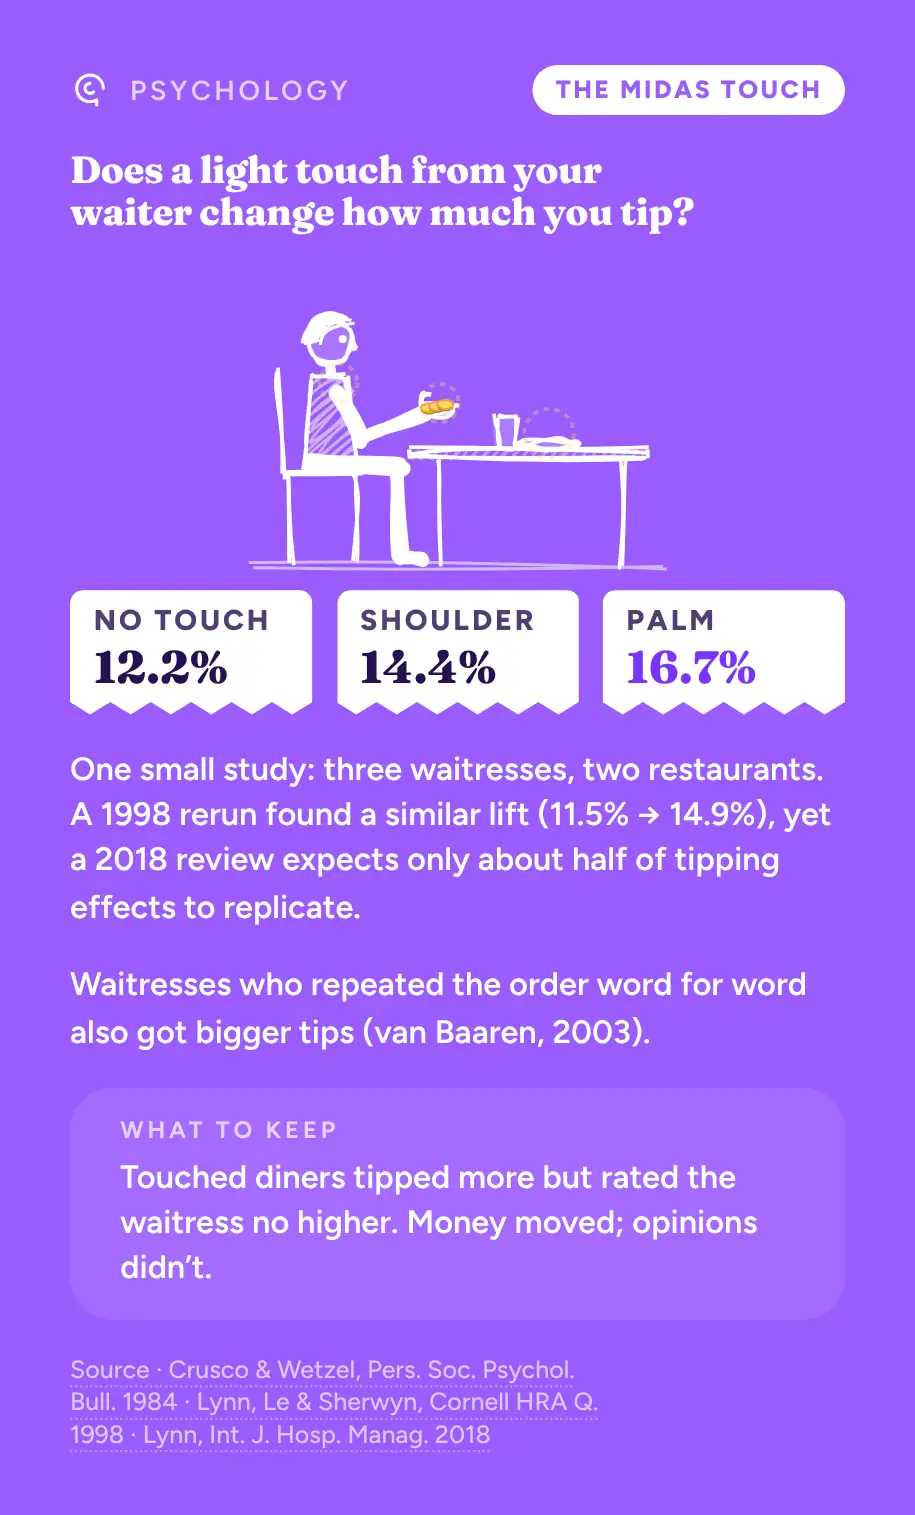 PSYCHOLOGY
THE MIDAS TOUCH
Does a light touch from your
waiter change how much you tip?
NO TOUCH
12.2%
SHOULDER
14.4%
PALM
16.7%
One small study: three waitresses, two restaurants.
A 1998 rerun found a similar lift (11.5% → 14.9%), yet
a 2018 review expects only about half of tipping
effects to replicate.
Waitresses who repeated the order word for word
also got bigger tips (van Baaren, 2003).
WHAT TO KEEP
Touched diners tipped more but rated the
waitress no higher. Money moved; opinions
didn’t.
Source · Crusco & Wetzel, Pers. Soc. Psychol.
Bull. 1984 · Lynn, Le & Sherwyn, Cornell HRA Q.
1998 · Lynn, Int. J. Hosp. Manag. 2018